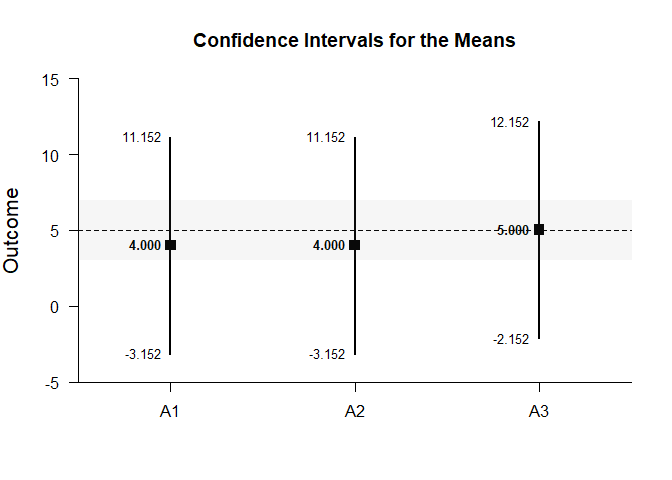 Confidence Intervals for the Means
Outcome
15
10
5
0
-5
11.152
4.000
-3.152
11.152
4.000
-3.152
12.152
5.000
-2.152
A1
A2
A3